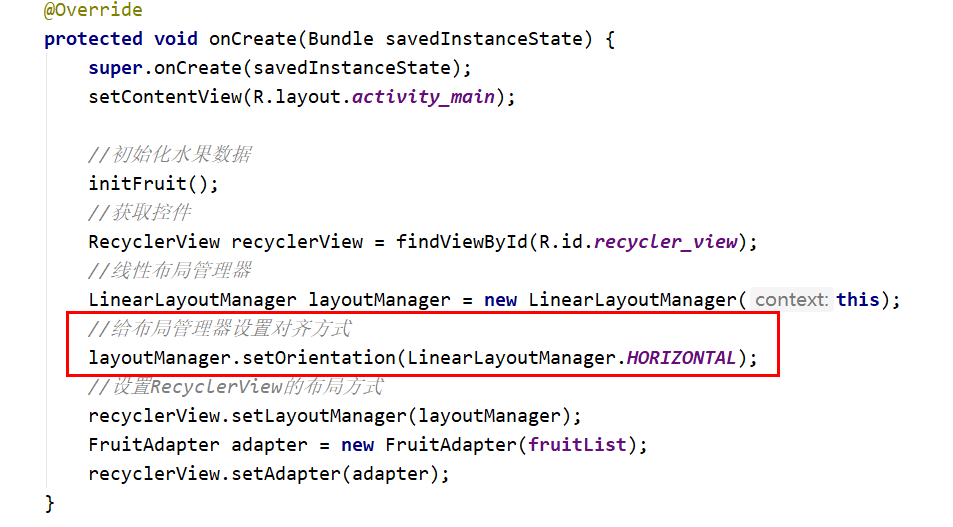 @Override
protected void onCreate(Bundle savedInstanceState) {
super.onCreate(savedInstanceState);
setContentView(R.layout.activity_main);
//初始化水果数据
initFruit();
//获取控件
RecyclerView recyclerView = findViewById(R.id.recycler_view);
//线性布局管理器
LinearLayoutManager layoutManager = new LinearLayoutManager( context: this);
//给布局管理器设置对齐方式
layoutManager.setOrientation(LinearLayoutManager.HORIZONTAL);
//设置RecyclerView的布局方式
recyclerView.setLayoutManager(layoutManager);
FruitAdapter adapter = new FruitAdapter(fruitList);
recyclerView.setAdapter(adapter);
}